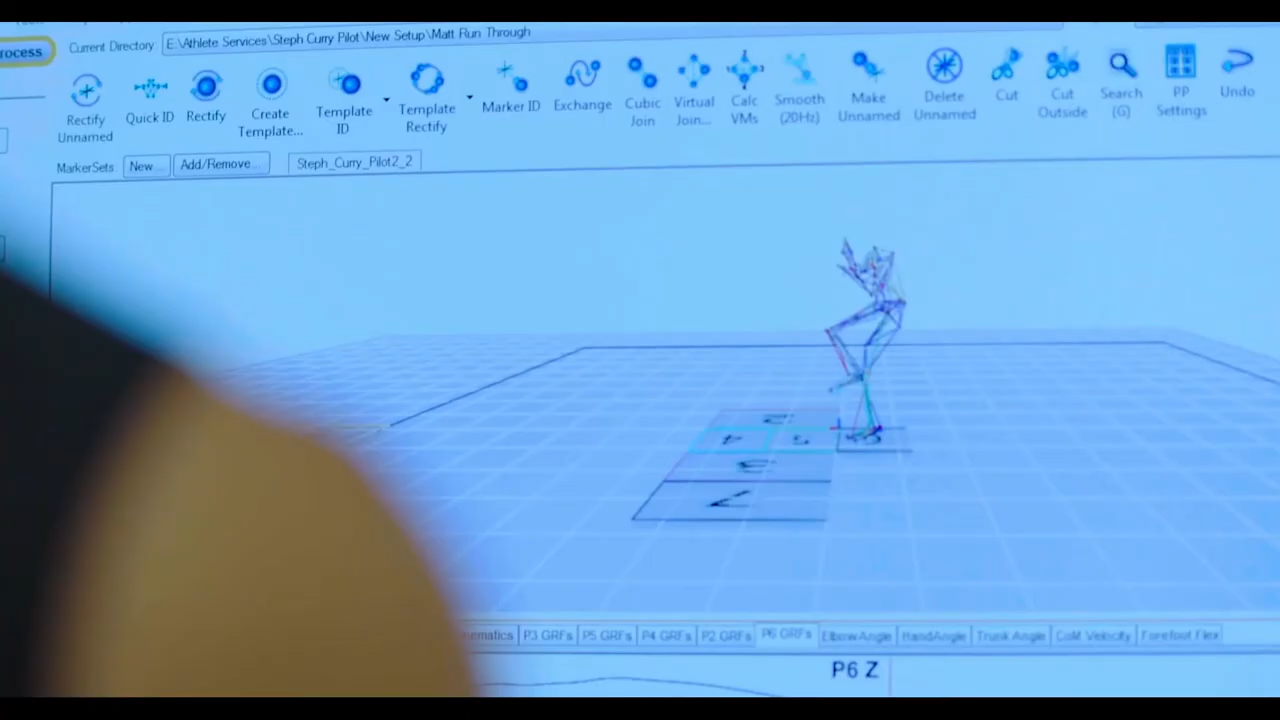 rocess
Current Directory E:\Athlete Services\Steph Curry Pilot\New Setup\Matt Run Through
Rectify Unnamed
Quick ID
Rectify
Create Template...
Template ID
Template Rectify
Marker ID
Exchange
Cubic Join
Virtual Join...
Calc VMs
Smooth (20Hz)
Make Unnamed
Delete Unnamed
Cut
Cut Outside
Search (G)
PP Settings
Undo
MarkerSets: New... Add/Remove... Steph_Curry_Pilot2_2
ematics P3 GRFs P5 GRFs P4 GRFs P2 GRFs P6 GRFs ElbowAngle HandAngle Trunk Angle CoM Velocity Forefoot Flex
P6 Z